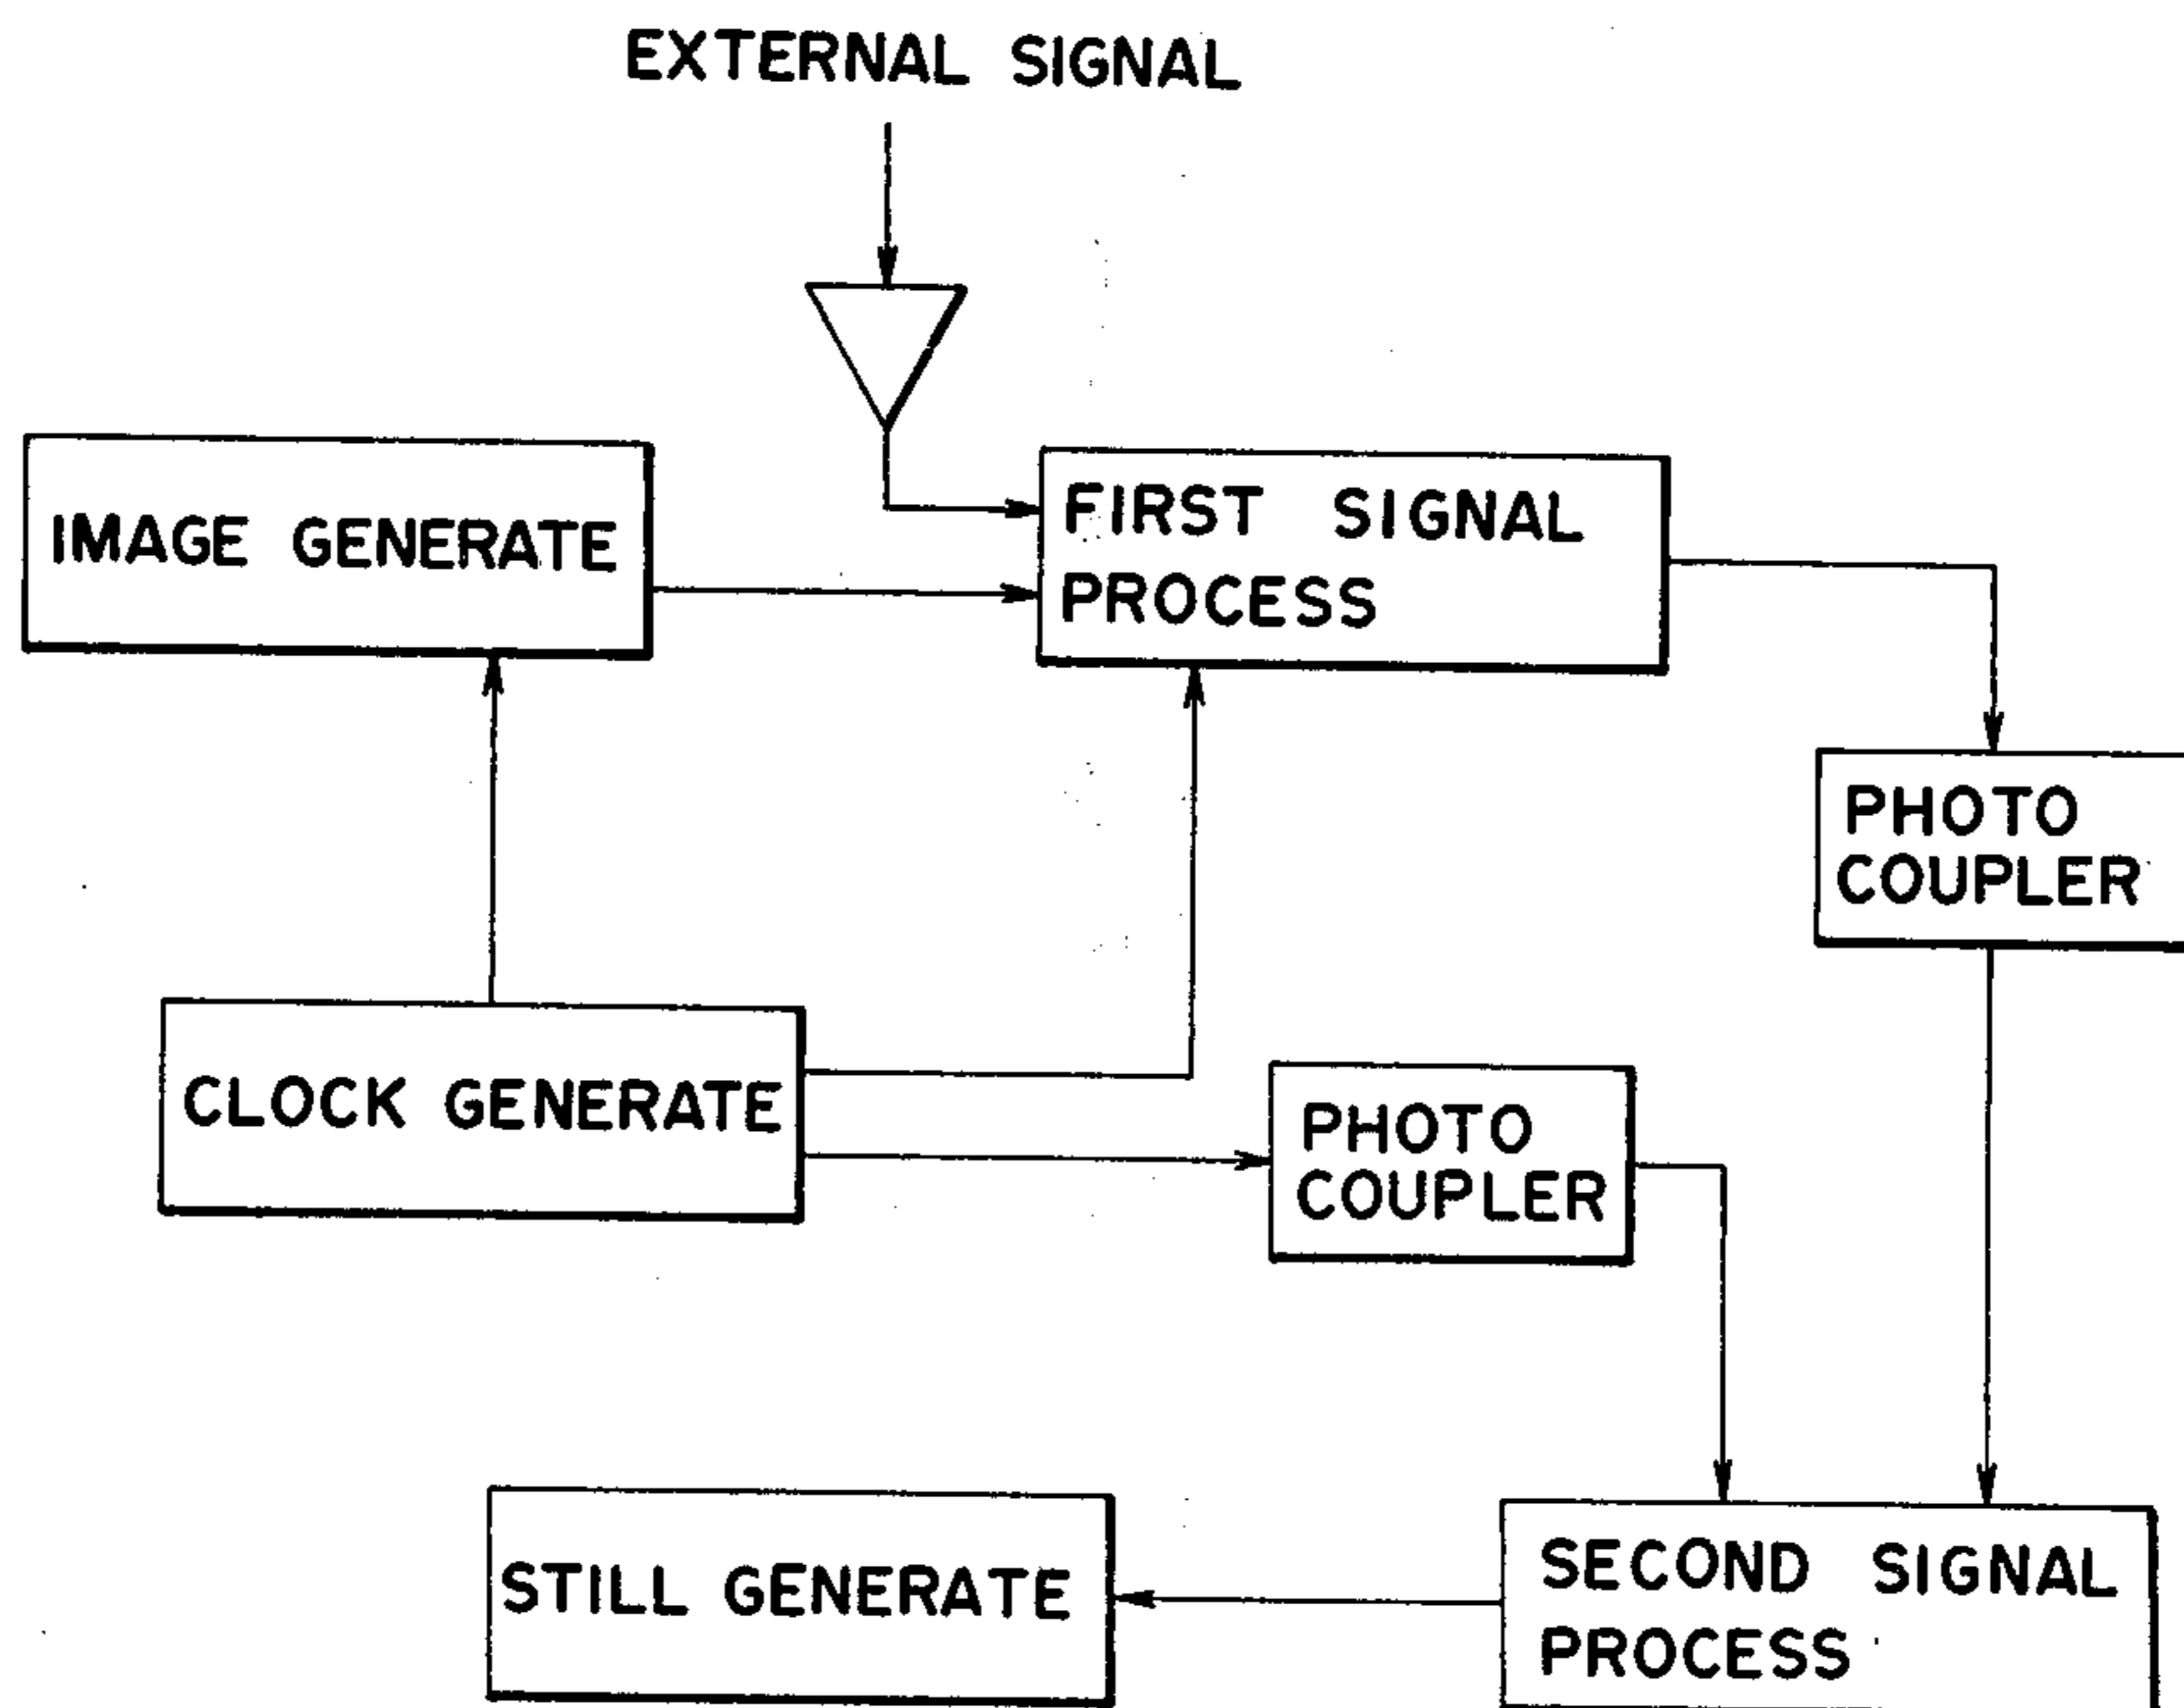 EXTERNAL SIGNAL
IMAGE GENERATE
FIRST SIGNAL
PROCESS
PHOTO
COUPLER
CLOCK GENERATE
PHOTO
COUPLER
STILL GENERATE
SECOND SIGNAL
PROCESS